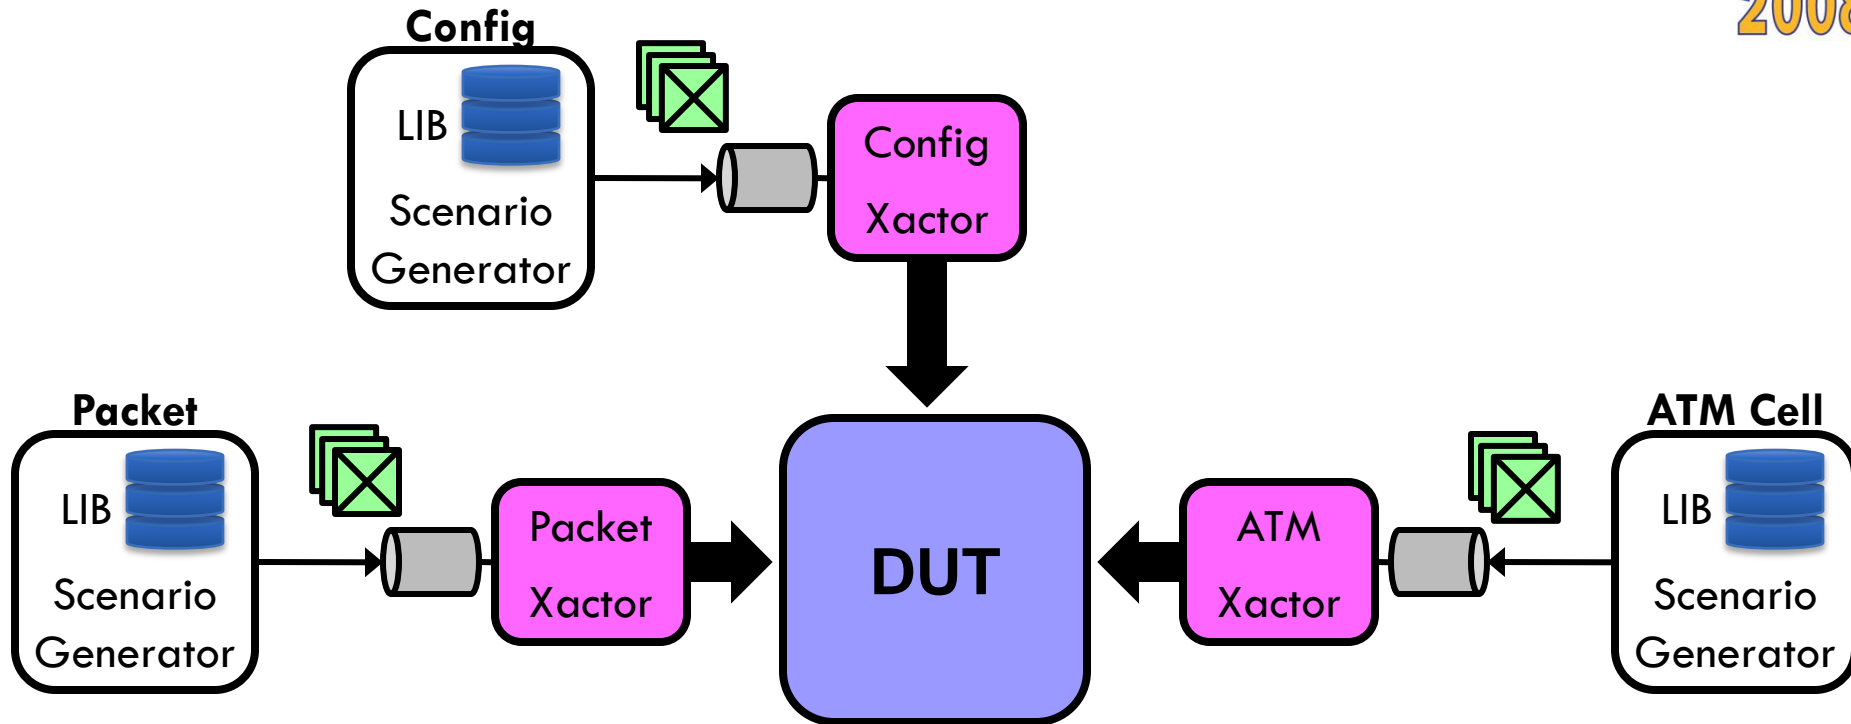 2008
Config
LIB
Scenario
Generator
Config
Xactor
Packet
LIB
Scenario
Generator
Packet
Xactor
DUT
ATM
Xactor
ATM Cell
LIB
Scenario
Generator